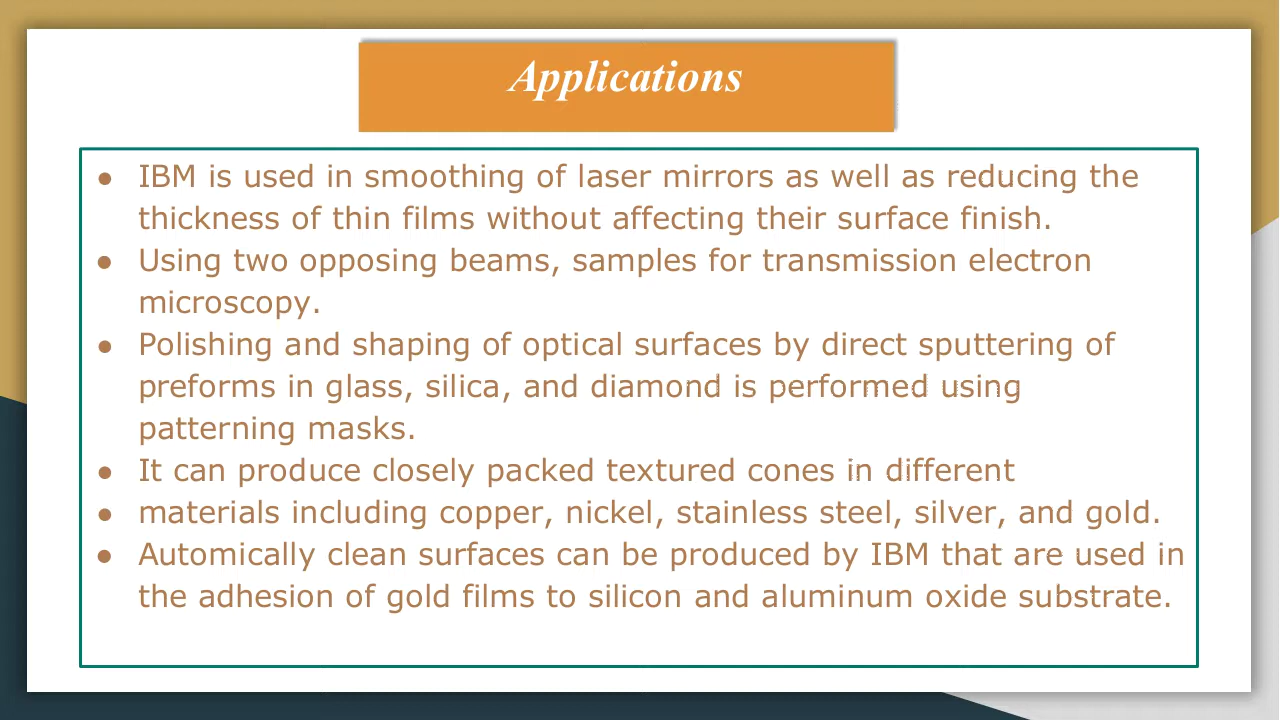 Applications
● IBM is used in smoothing of laser mirrors as well as reducing the
thickness of thin films without affecting their surface finish.
● Using two opposing beams, samples for transmission electron
microscopy.
● Polishing and shaping of optical surfaces by direct sputtering of
preforms in glass, silica, and diamond is performed using
patterning masks.
● It can produce closely packed textured cones in different
● materials including copper, nickel, stainless steel, silver, and gold.
● Automically clean surfaces can be produced by IBM that are used in
the adhesion of gold films to silicon and aluminum oxide substrate.